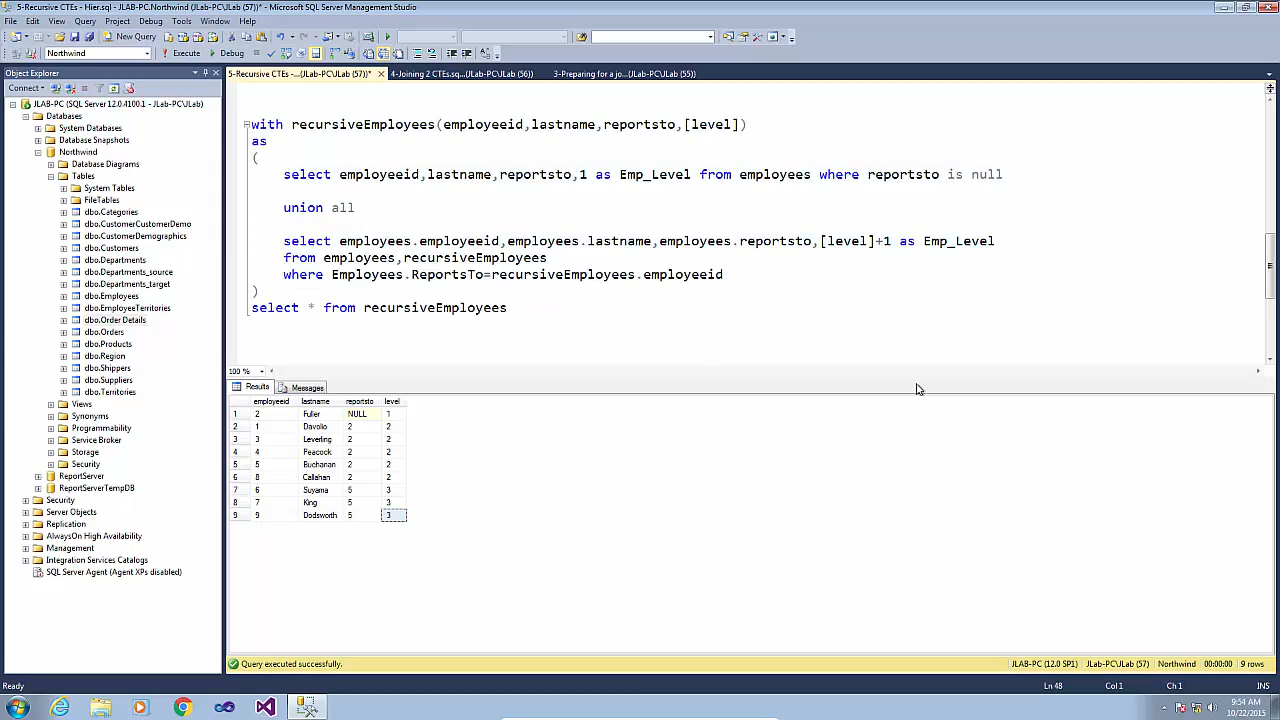 5-Recursive CTEs - Hier.sql - JLAB-PC.Northwind (JLab-PC\JLab (57))* - Microsoft SQL Server Management Studio
File Edit View Query Project Debug Tools Window Help
New Query
Northwind Execute Debug
Object Explorer
5-Recursive CTEs -...(JLab-PC\JLab (57))* 4-Joining 2 CTEs.sq...(JLab-PC\JLab (56)) 3-Preparing for a jo...(JLab-PC\JLab (55))
Connect
JLAB-PC (SQL Server 12.0.4100.1 - JLab-PC\JLab)
Databases
System Databases
Database Snapshots
Northwind
Database Diagrams
Tables
System Tables
FileTables
dbo.Categories
dbo.CustomerCustomerDemo
dbo.CustomerDemographics
dbo.Customers
dbo.Departments
dbo.Departments_source
dbo.Departments_target
dbo.Employees
dbo.EmployeeTerritories
dbo.Order Details
dbo.Orders
dbo.Products
dbo.Region
dbo.Shippers
dbo.Suppliers
dbo.Territories
Views
Synonyms
Programmability
Service Broker
Storage
Security
ReportServer
ReportServerTempDB
Security
Server Objects
Replication
AlwaysOn High Availability
Management
Integration Services Catalogs
SQL Server Agent (Agent XPs disabled)
with recursiveEmployees(employeeid,lastname,reportsto,[level])
as
(
select employeeid,lastname,reportsto,1 as Emp_Level from employees where reportsto is null
union all
select employees.employeeid,employees.lastname,employees.reportsto,[level]+1 as Emp_Level
from employees,recursiveEmployees
where Employees.ReportsTo=recursiveEmployees.employeeid
)
select * from recursiveEmployees
100 %
Results Messages
employeeid lastname reportsto level
1 2 Fuller NULL 1
2 1 Davolio 2 2
3 3 Leverling 2 2
4 4 Peacock 2 2
5 5 Buchanan 2 2
6 8 Callahan 2 2
7 6 Suyama 5 3
8 7 King 5 3
9 9 Dodsworth 5 3
Query executed successfully. JLAB-PC (12.0 SP1) JLab-PC\JLab (57) Northwind 00:00:00 9 rows
Ready Ln 48 Col 1 Ch 1 INS
9:54 AM
10/22/2015